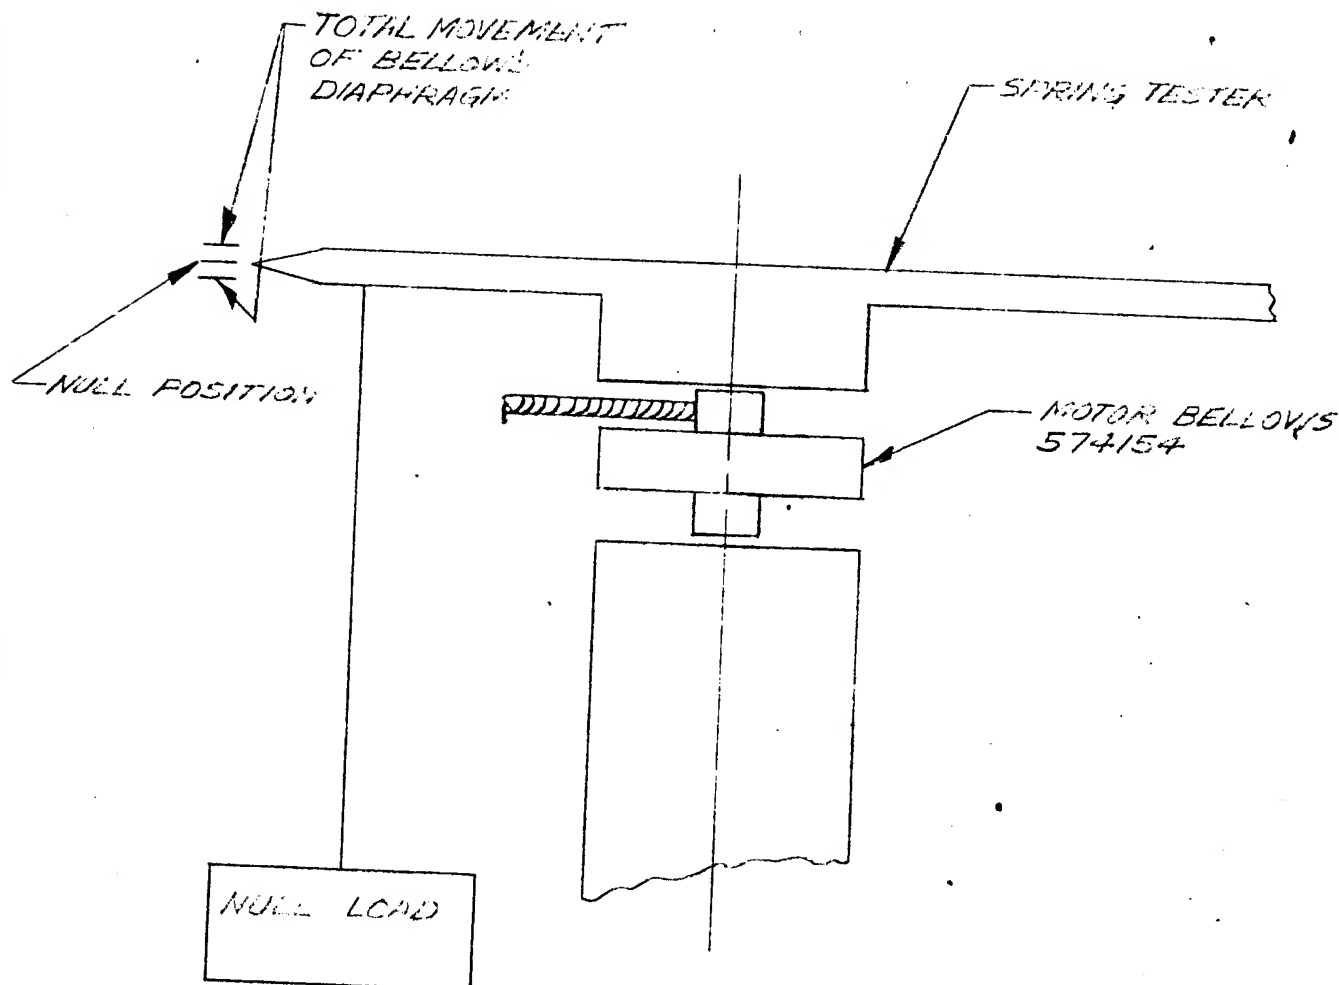 TOTAL MOVEMENT
OF BELLOWS
DIAPHRAGM
SPRING TESTER
NULL POSITION
MOTOR BELLOWS
574154
NULL LOAD